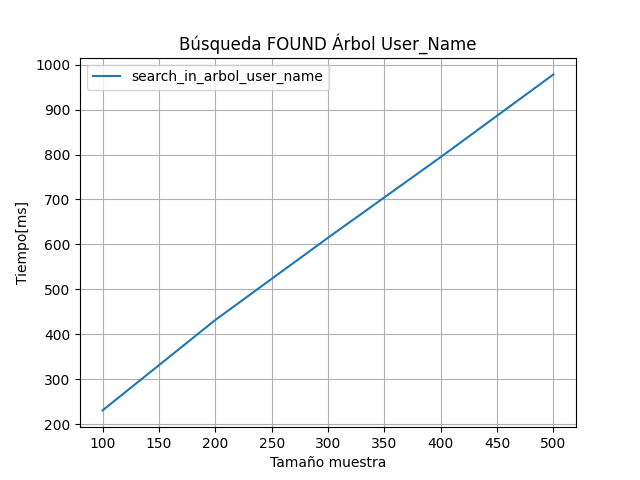 Búsqueda FOUND Árbol User_Name
search_in_arbol_user_name
1000
900
800
700
600
500
400
300
200
Tiempo[ms]
100 150 200 250 300 350 400 450 500
Tamaño muestra